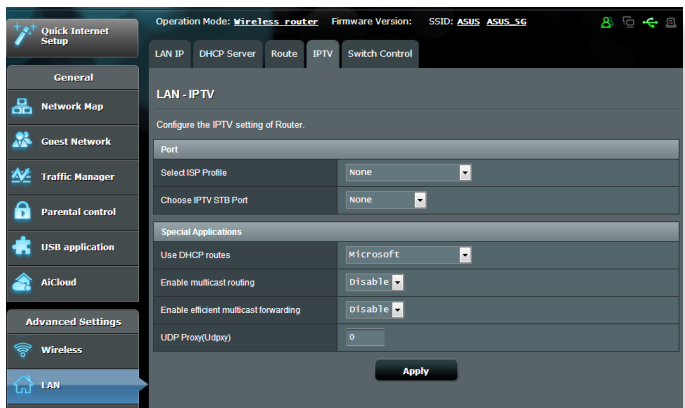 Quick Internet Setup
Operation Mode: Wireless router Firmware Version: SSID: ASUS ASUS_5G
LAN IP DHCP Server Route IPTV Switch Control
General
Network Map
Guest Network
Traffic Manager
Parental control
USB application
AiCloud
Advanced Settings
Wireless
LAN
LAN - IPTV
Configure the IPTV setting of Router.
Port
Select ISP Profile None
Choose IPTV STB Port None
Special Applications
Use DHCP routes Microsoft
Enable multicast routing Disable
Enable efficient multicast forwarding Disable
UDP Proxy(Udpxy) 0
Apply